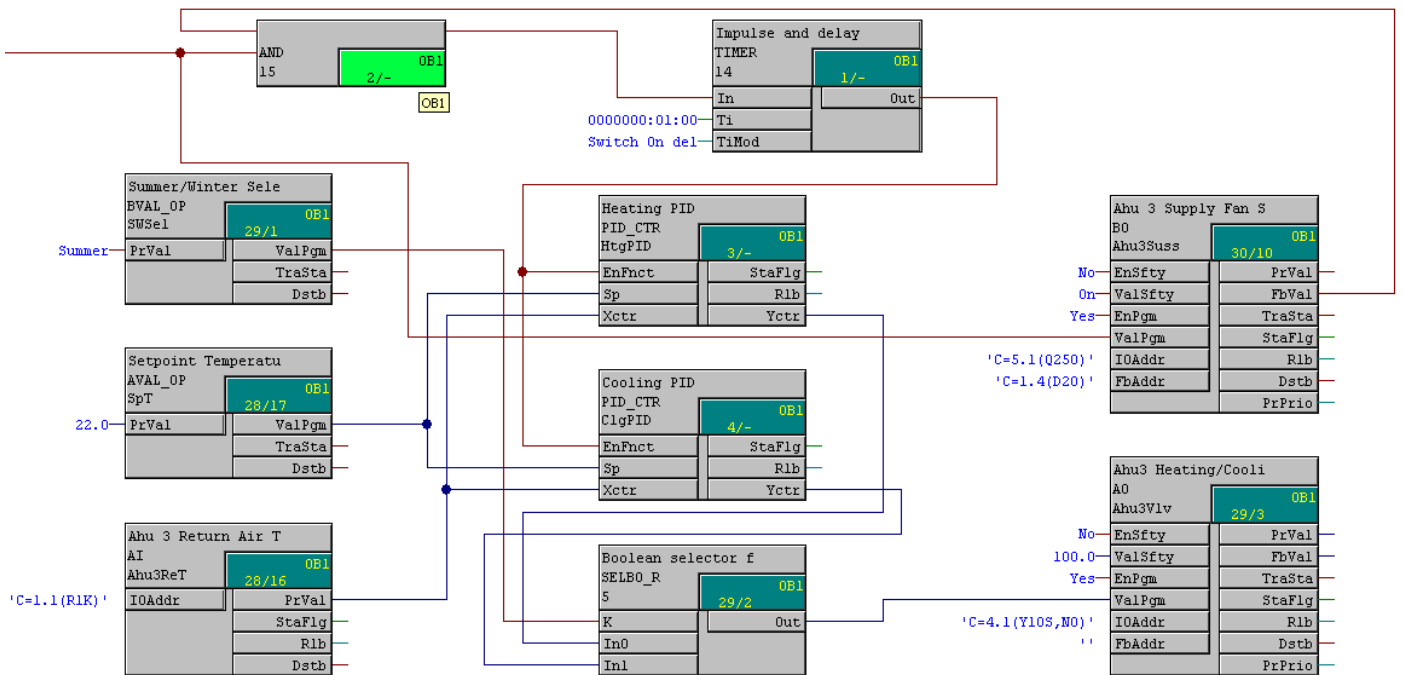 AND
15
OB1
2/-
OB1
Impulse and delay
TIMER
14
OB1
1/-
In
Out
0000000:01:00
Ti
Switch On del
TiMod
Summer/Winter Sele
BVAL_OP
SWSel
OB1
29/1
Summer
PrVal
ValPgm
TraSta
Dstb
Heating PID
PID_CTR
HtgPID
OB1
3/-
EnFnct
StaFlg
Sp
Rlb
Xctr
Yctr
Ahu 3 Supply Fan S
BO
Ahu3Suss
OB1
30/10
No
EnSfty
PrVal
On
ValSfty
FbVal
Yes
EnPgm
TraSta
ValPgm
StaFlg
'C=5.1(Q250)'
IOAddr
Rlb
'C=1.4(D20)'
FbAddr
Dstb
PrPrio
Setpoint Temperatu
AVAL_OP
SpT
OB1
28/17
22.0
PrVal
ValPgm
TraSta
Dstb
Cooling PID
PID_CTR
ClgPID
OB1
4/-
EnFnct
StaFlg
Sp
Rlb
Xctr
Yctr
Ahu3 Heating/Cooli
AO
Ahu3Vlv
OB1
29/3
No
EnSfty
PrVal
100.0
ValSfty
FbVal
Yes
EnPgm
TraSta
ValPgm
StaFlg
'C=4.1(Y10S,NO)'
IOAddr
Rlb
''
FbAddr
Dstb
PrPrio
Ahu 3 Return Air T
AI
Ahu3ReT
OB1
28/16
'C=1.1(R1K)'
IOAddr
PrVal
StaFlg
Rlb
Dstb
Boolean selector f
SELBO_R
5
OB1
29/2
K
Out
In0
In1